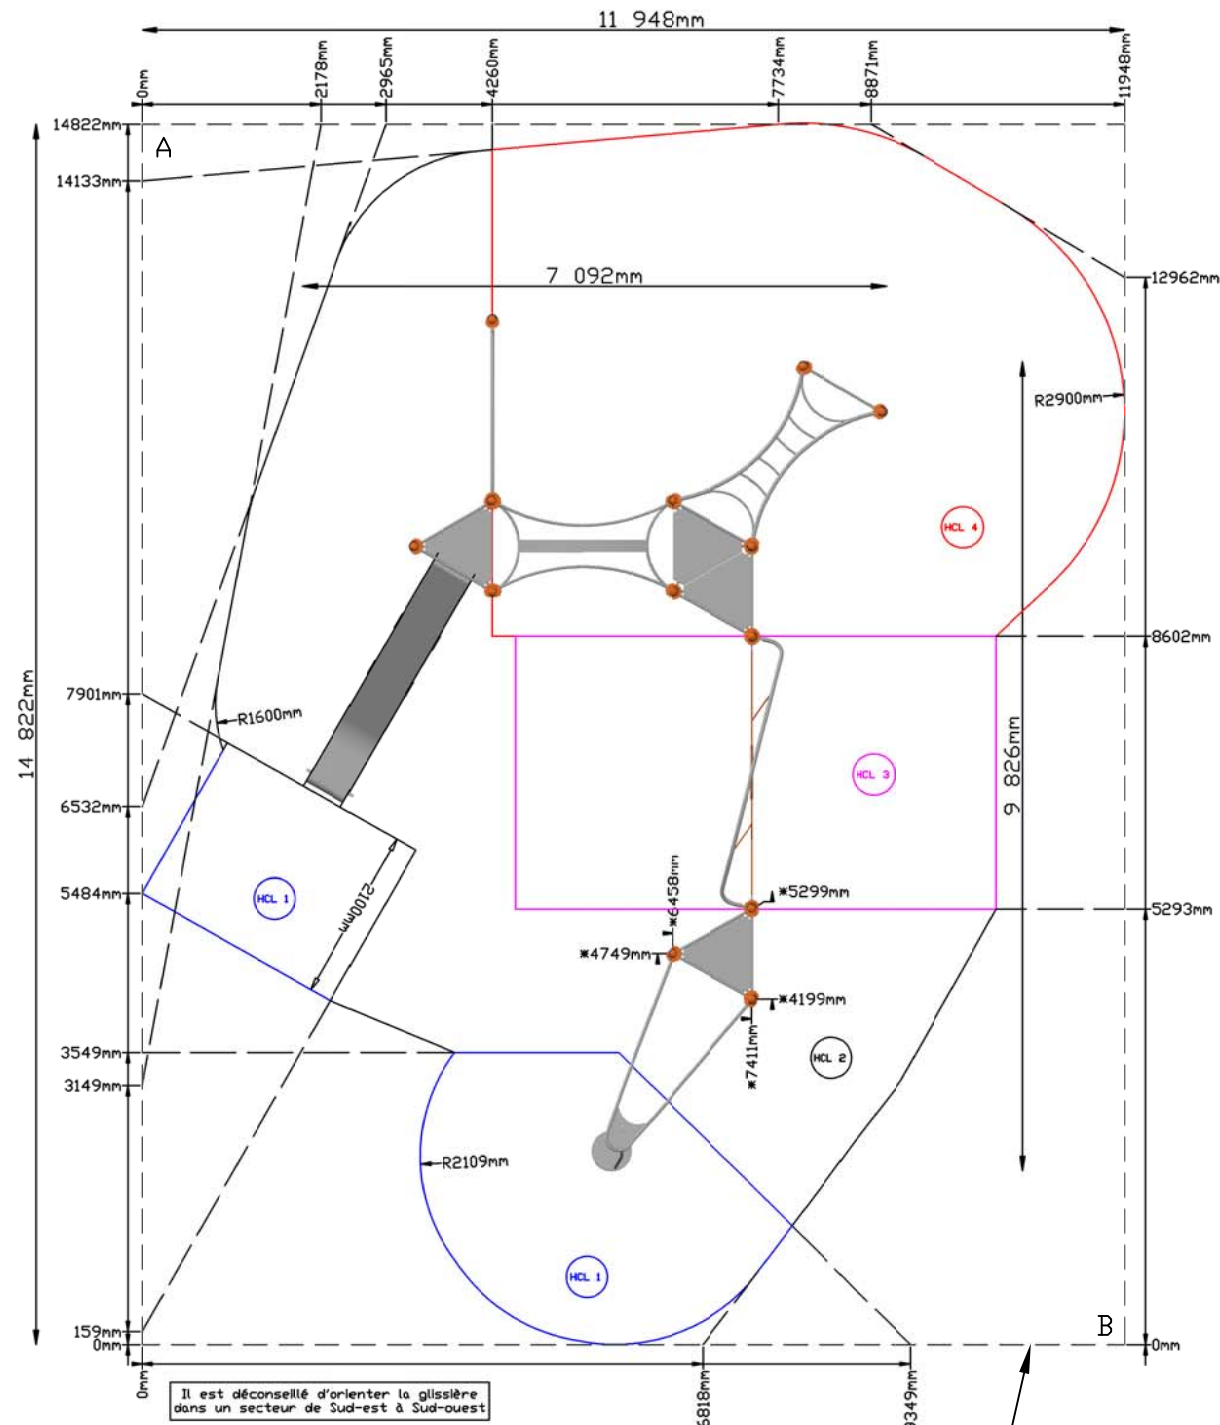 11 948mm
0mm
2178mm
2965mm
4260mm
7734mm
8871mm
11948mm
14822mm
A
14133mm
12962mm
7 092mm
R2900mm
HCL 4
8602mm
14 822mm
7901mm
R1600mm
9 826mm
HCL 3
6532mm
5484mm
HCL 1
2100mm
*6458mm
*5299mm
5293mm
*4749mm
*4199mm
*7411mm
HCL 2
3549mm
3149mm
R2109mm
HCL 1
159mm
0mm
B
0mm
0mm
6818mm
9349mm
Il est déconseillé d'orienter la glissière
dans un secteur de Sud-est à Sud-ouest